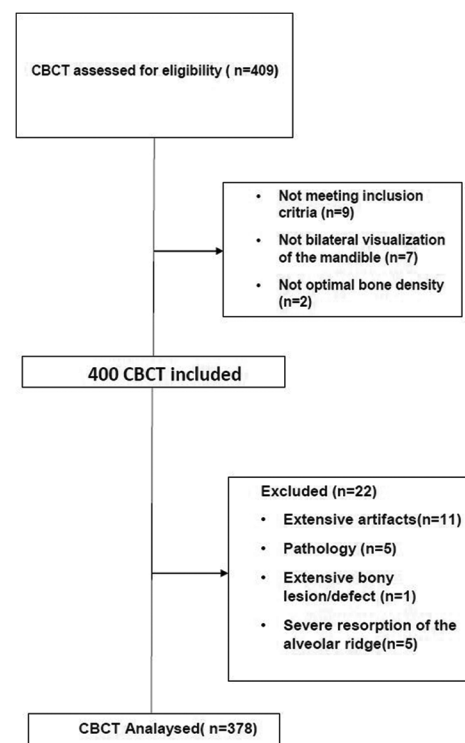 CBCT assessed for eligibility ( n=409)
• Not meeting inclusion
critria (n=9)
• Not bilateral visualization
of the mandible (n=7)
• Not optimal bone density
(n=2)
400 CBCT included
Excluded (n=22)
• Extensive artifacts(n=11)
• Pathology (n=5)
• Extensive bony
lesion/defect (n=1)
• Severe resorption of the
alveolar ridge(n=5)
CBCT Analaysed( n=378)